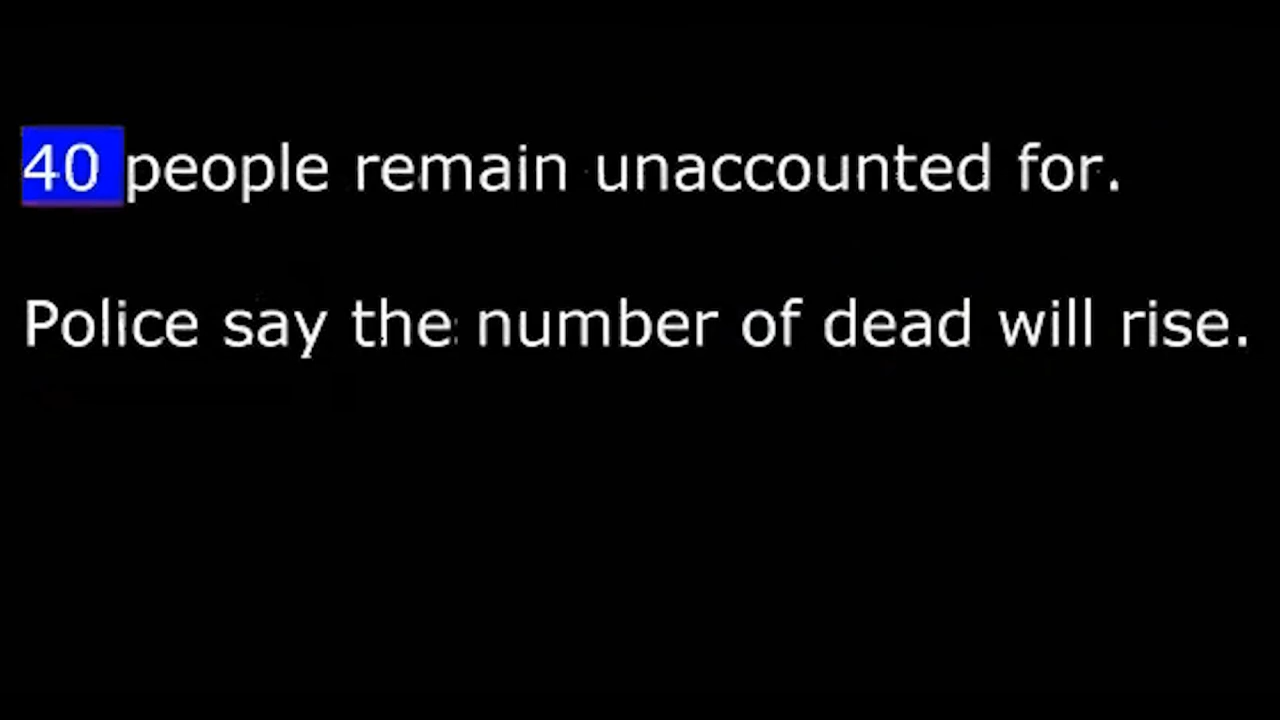 40 people remain unaccounted for.
Police say the number of dead will rise.